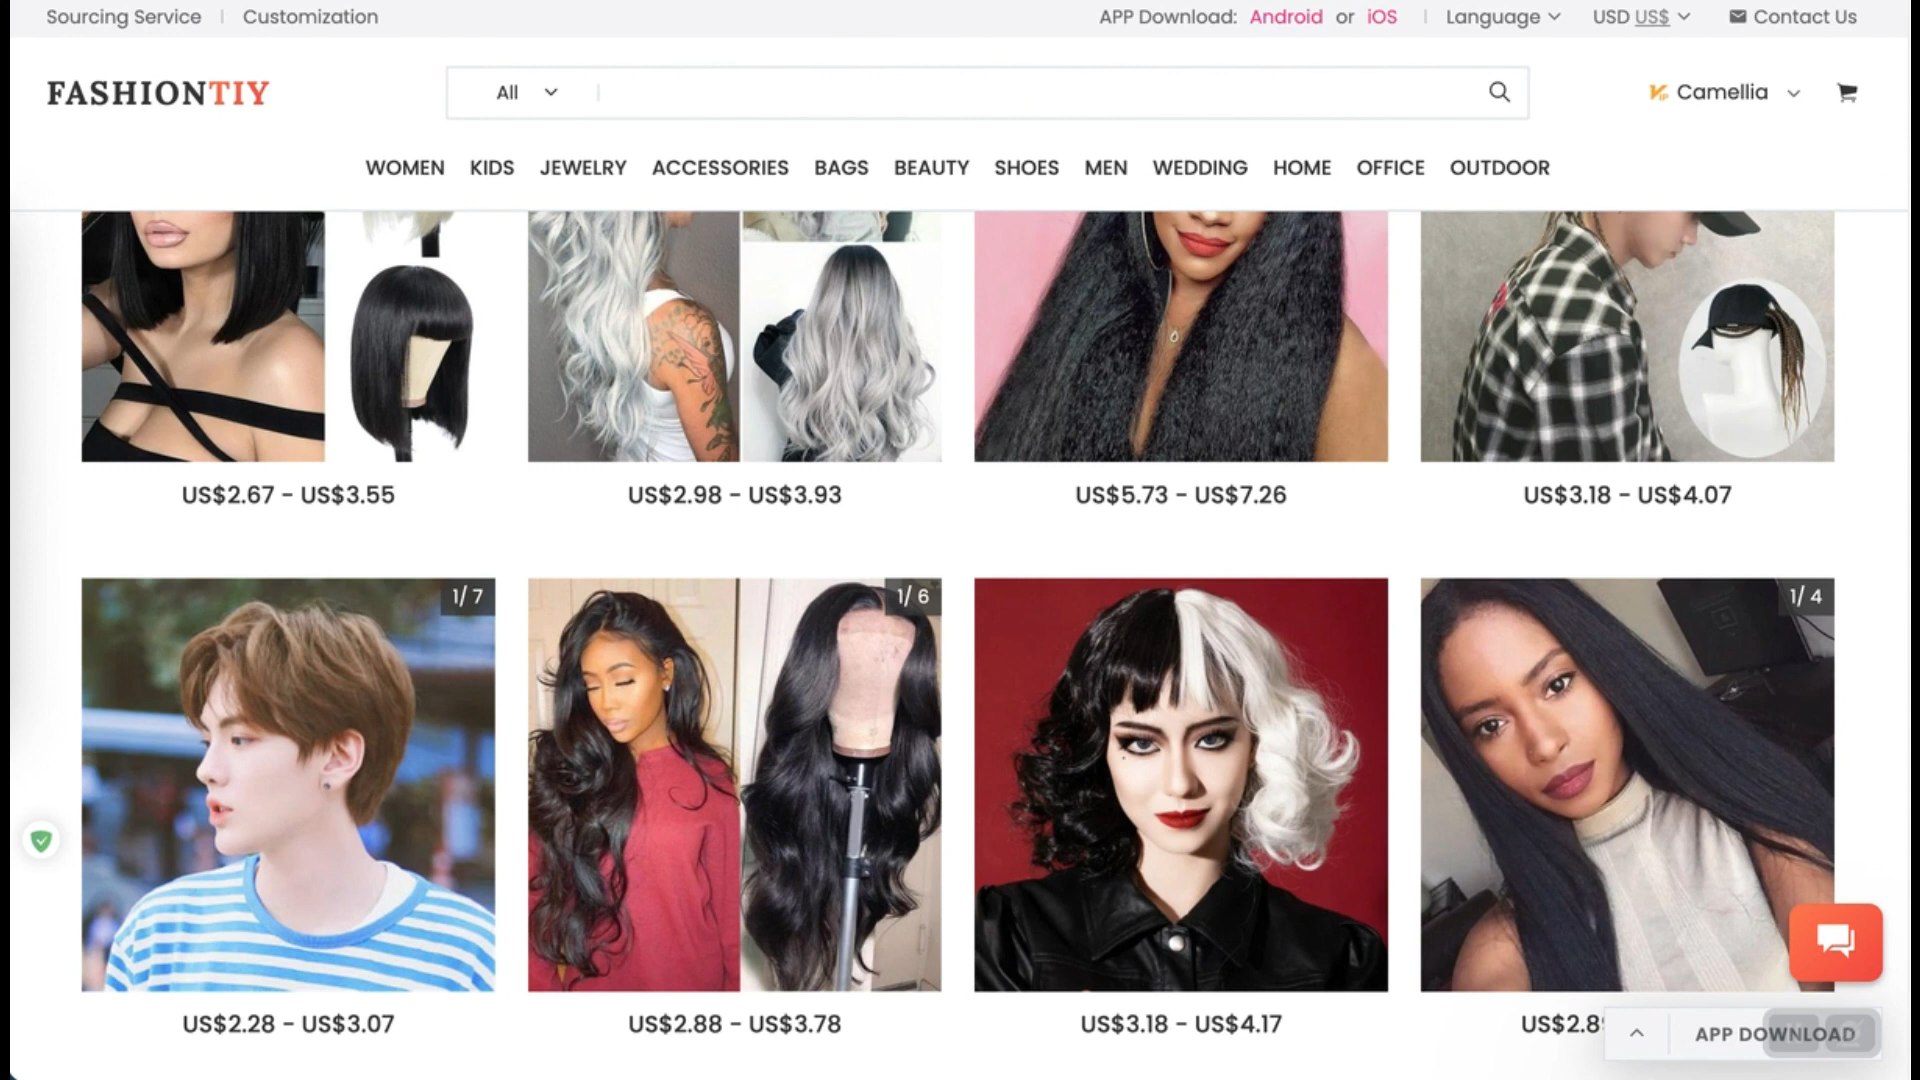 Sourcing Service | Customization
APP Download: Android or iOS | Language USD US$ Contact Us
FASHIONTIY
All
Camellia
WOMEN KIDS JEWELRY ACCESSORIES BAGS BEAUTY SHOES MEN WEDDING HOME OFFICE OUTDOOR
US$2.67 - US$3.55
US$2.98 - US$3.93
US$5.73 - US$7.26
US$3.18 - US$4.07
1/ 7
1/ 6
1/ 4
US$2.28 - US$3.07
US$2.88 - US$3.78
US$3.18 - US$4.17
APP DOWNLOAD